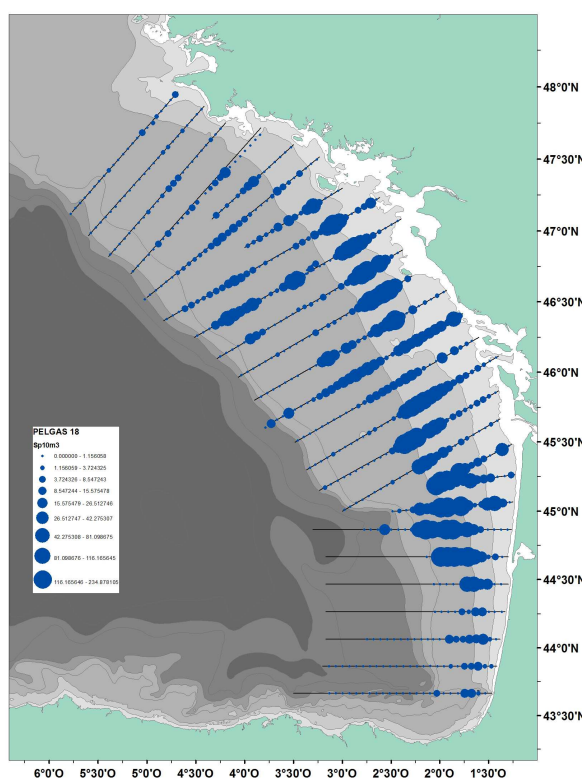 48°0'N
47°30'N
47°0'N
46°30'N
46°0'N
45°30'N
45°0'N
44°30'N
44°0'N
43°30'N
PELGAS 18
$p10m3
0.000000 - 1.156058
1.156059 - 3.724325
3.724326 - 8.547243
8.547244 - 15.575478
15.575479 - 26.512746
26.512747 - 42.275307
42.275308 - 81.098675
81.098676 - 116.165645
116.165646 - 234.878105
6°0'O 5°30'O 5°0'O 4°30'O 4°0'O 3°30'O 3°0'O 2°30'O 2°0'O 1°30'O